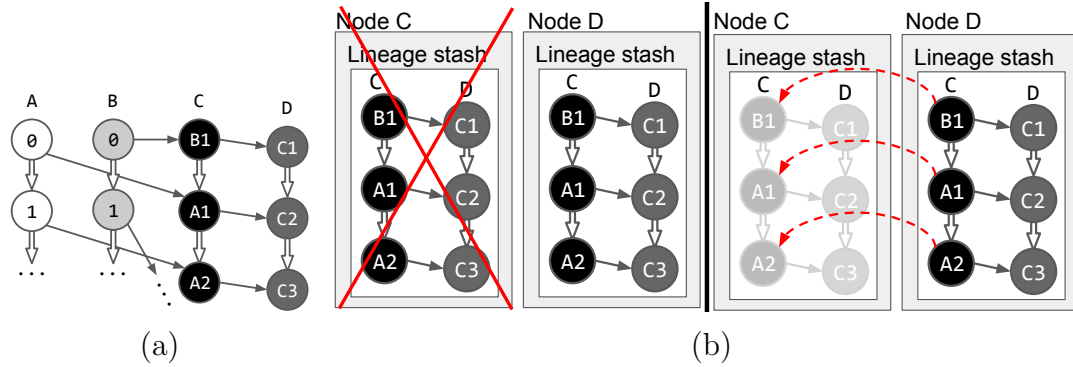 A B C D
0 0 B1 C1
1 1 A1 C2
... ... A2 C3
(a)
Node C Node D Node C Node D
Lineage stash Lineage stash Lineage stash Lineage stash
C D C D C D C D
B1 C1 B1 C1 B1 C1 B1 C1
A1 C2 A1 C2 A1 C2 A1 C2
A2 C3 A2 C3 A2 C3 A2 C3
(b)